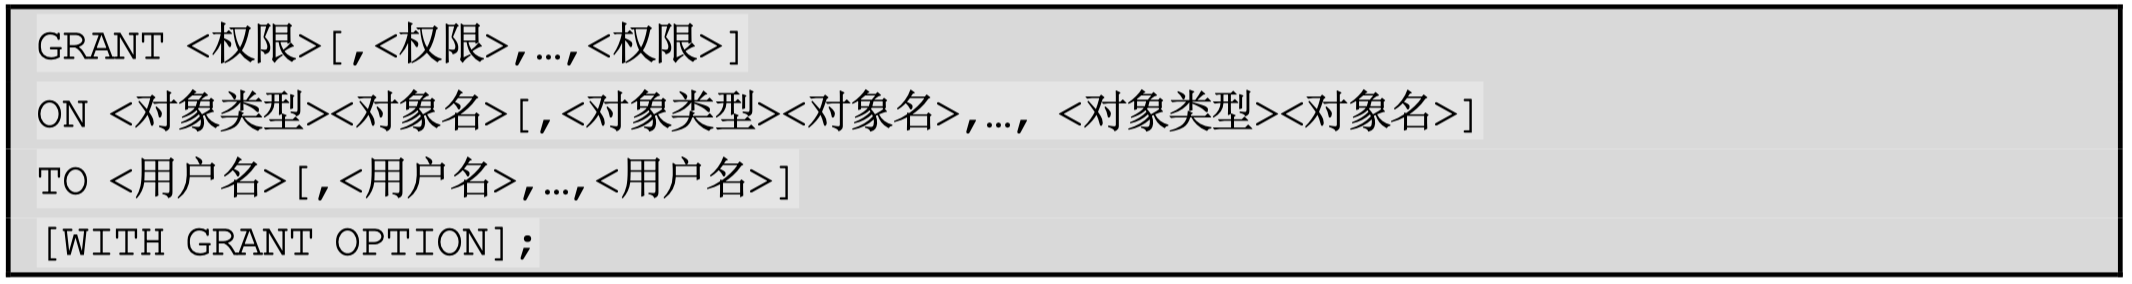 GRANT <权限>[,<权限>,…,<权限>]
ON <对象类型><对象名>[,<对象类型><对象名>,…, <对象类型><对象名>]
TO <用户名>[,<用户名>,…,<用户名>]
[WITH GRANT OPTION];